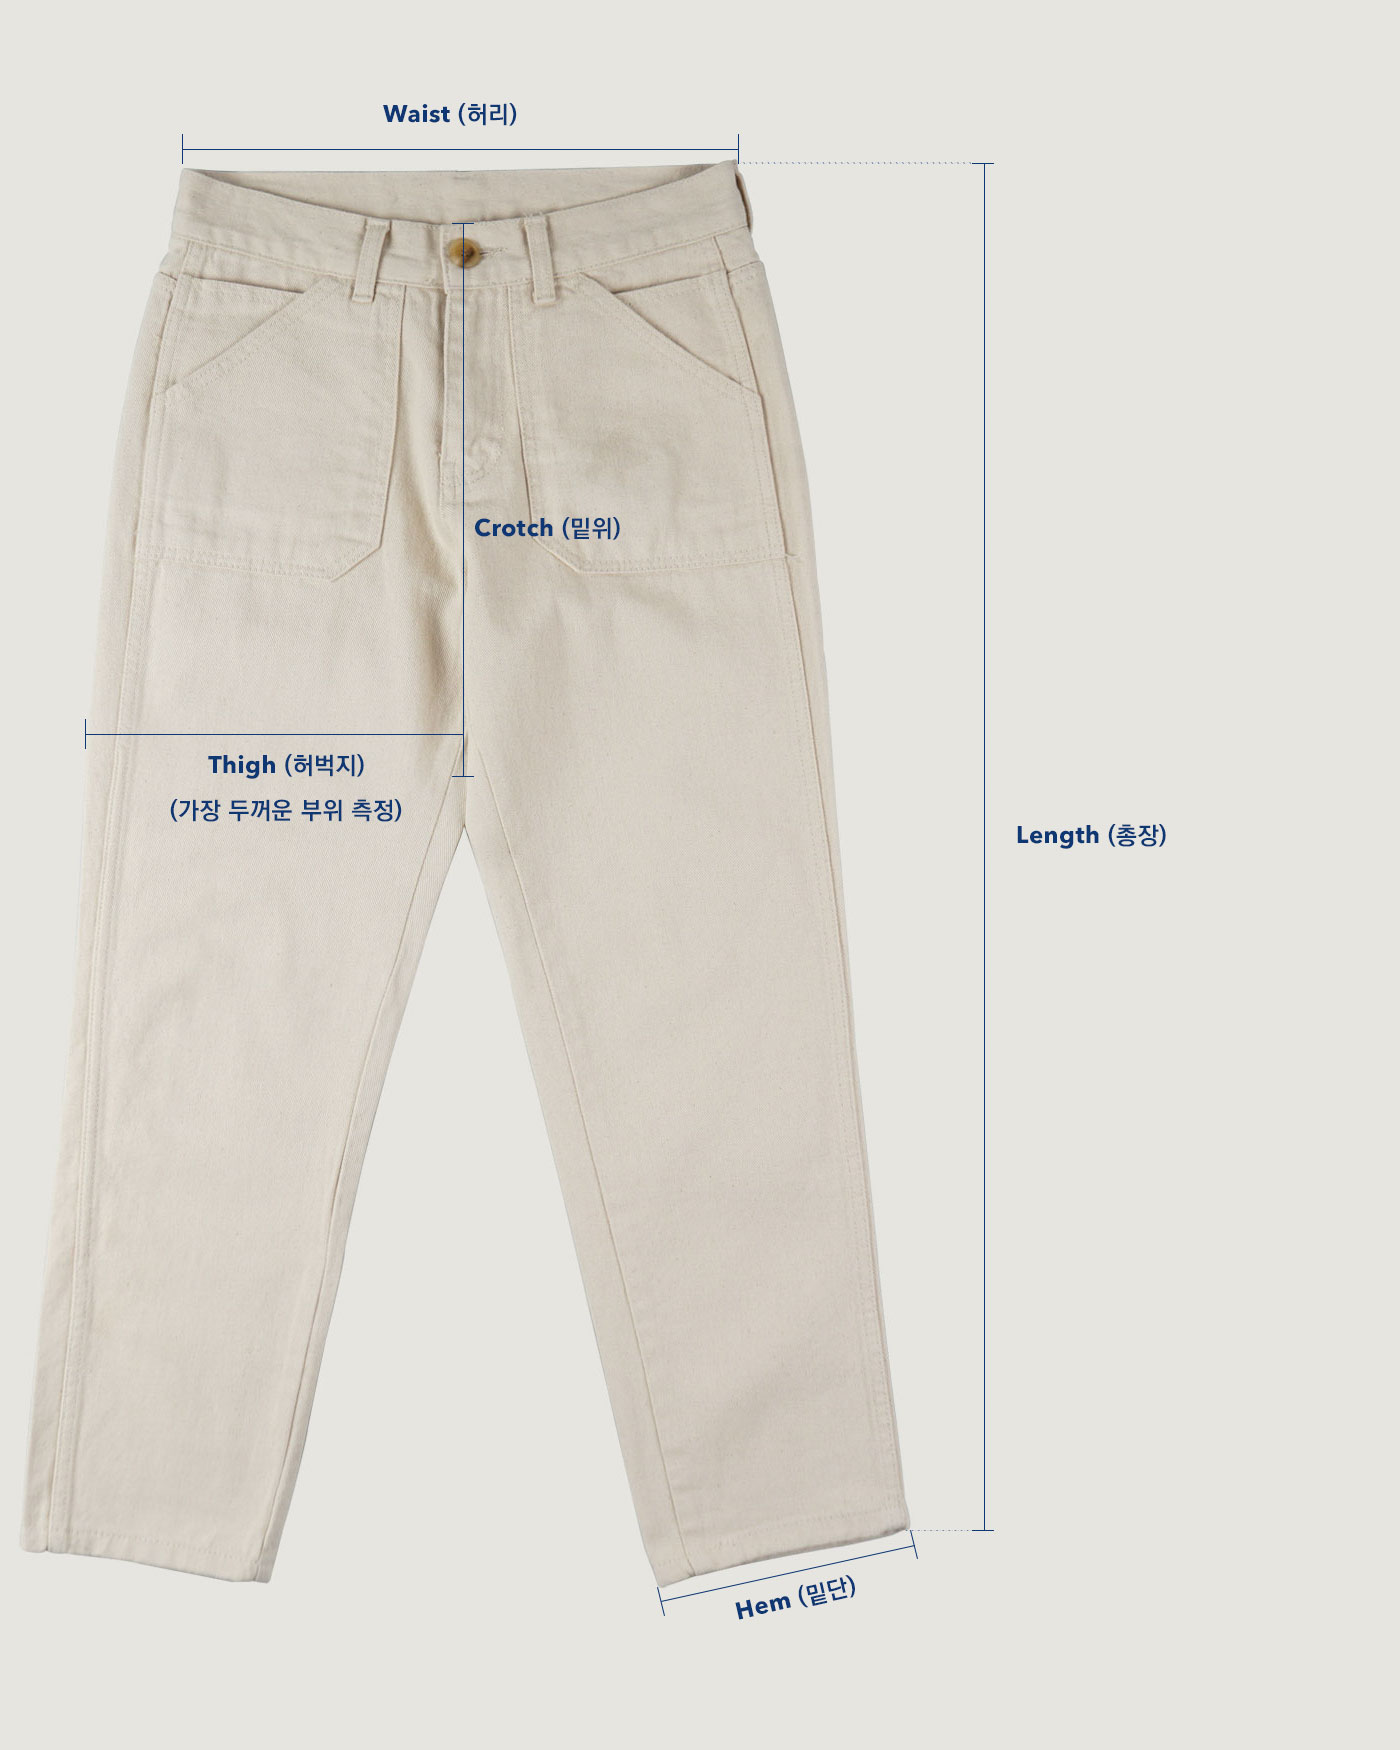 Waist (허리)
Crotch (밑위)
Thigh (허벅지)
(가장 두꺼운 부위 측정)
Length (총장)
Hem (밑단)